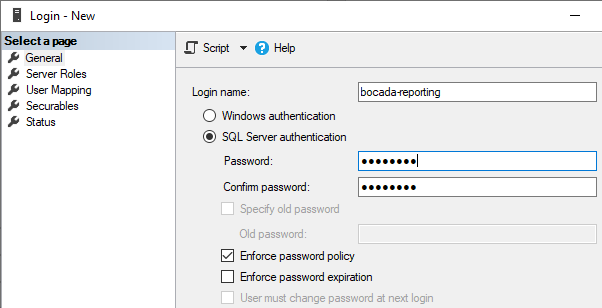 Login - New
Select a page
General
Server Roles
User Mapping
Securables
Status
Script Help
Login name: bocada-reporting
Windows authentication
SQL Server authentication
Password: ●●●●●●●●
Confirm password: ●●●●●●●●
Specify old password
Old password:
Enforce password policy
Enforce password expiration
User must change password at next login